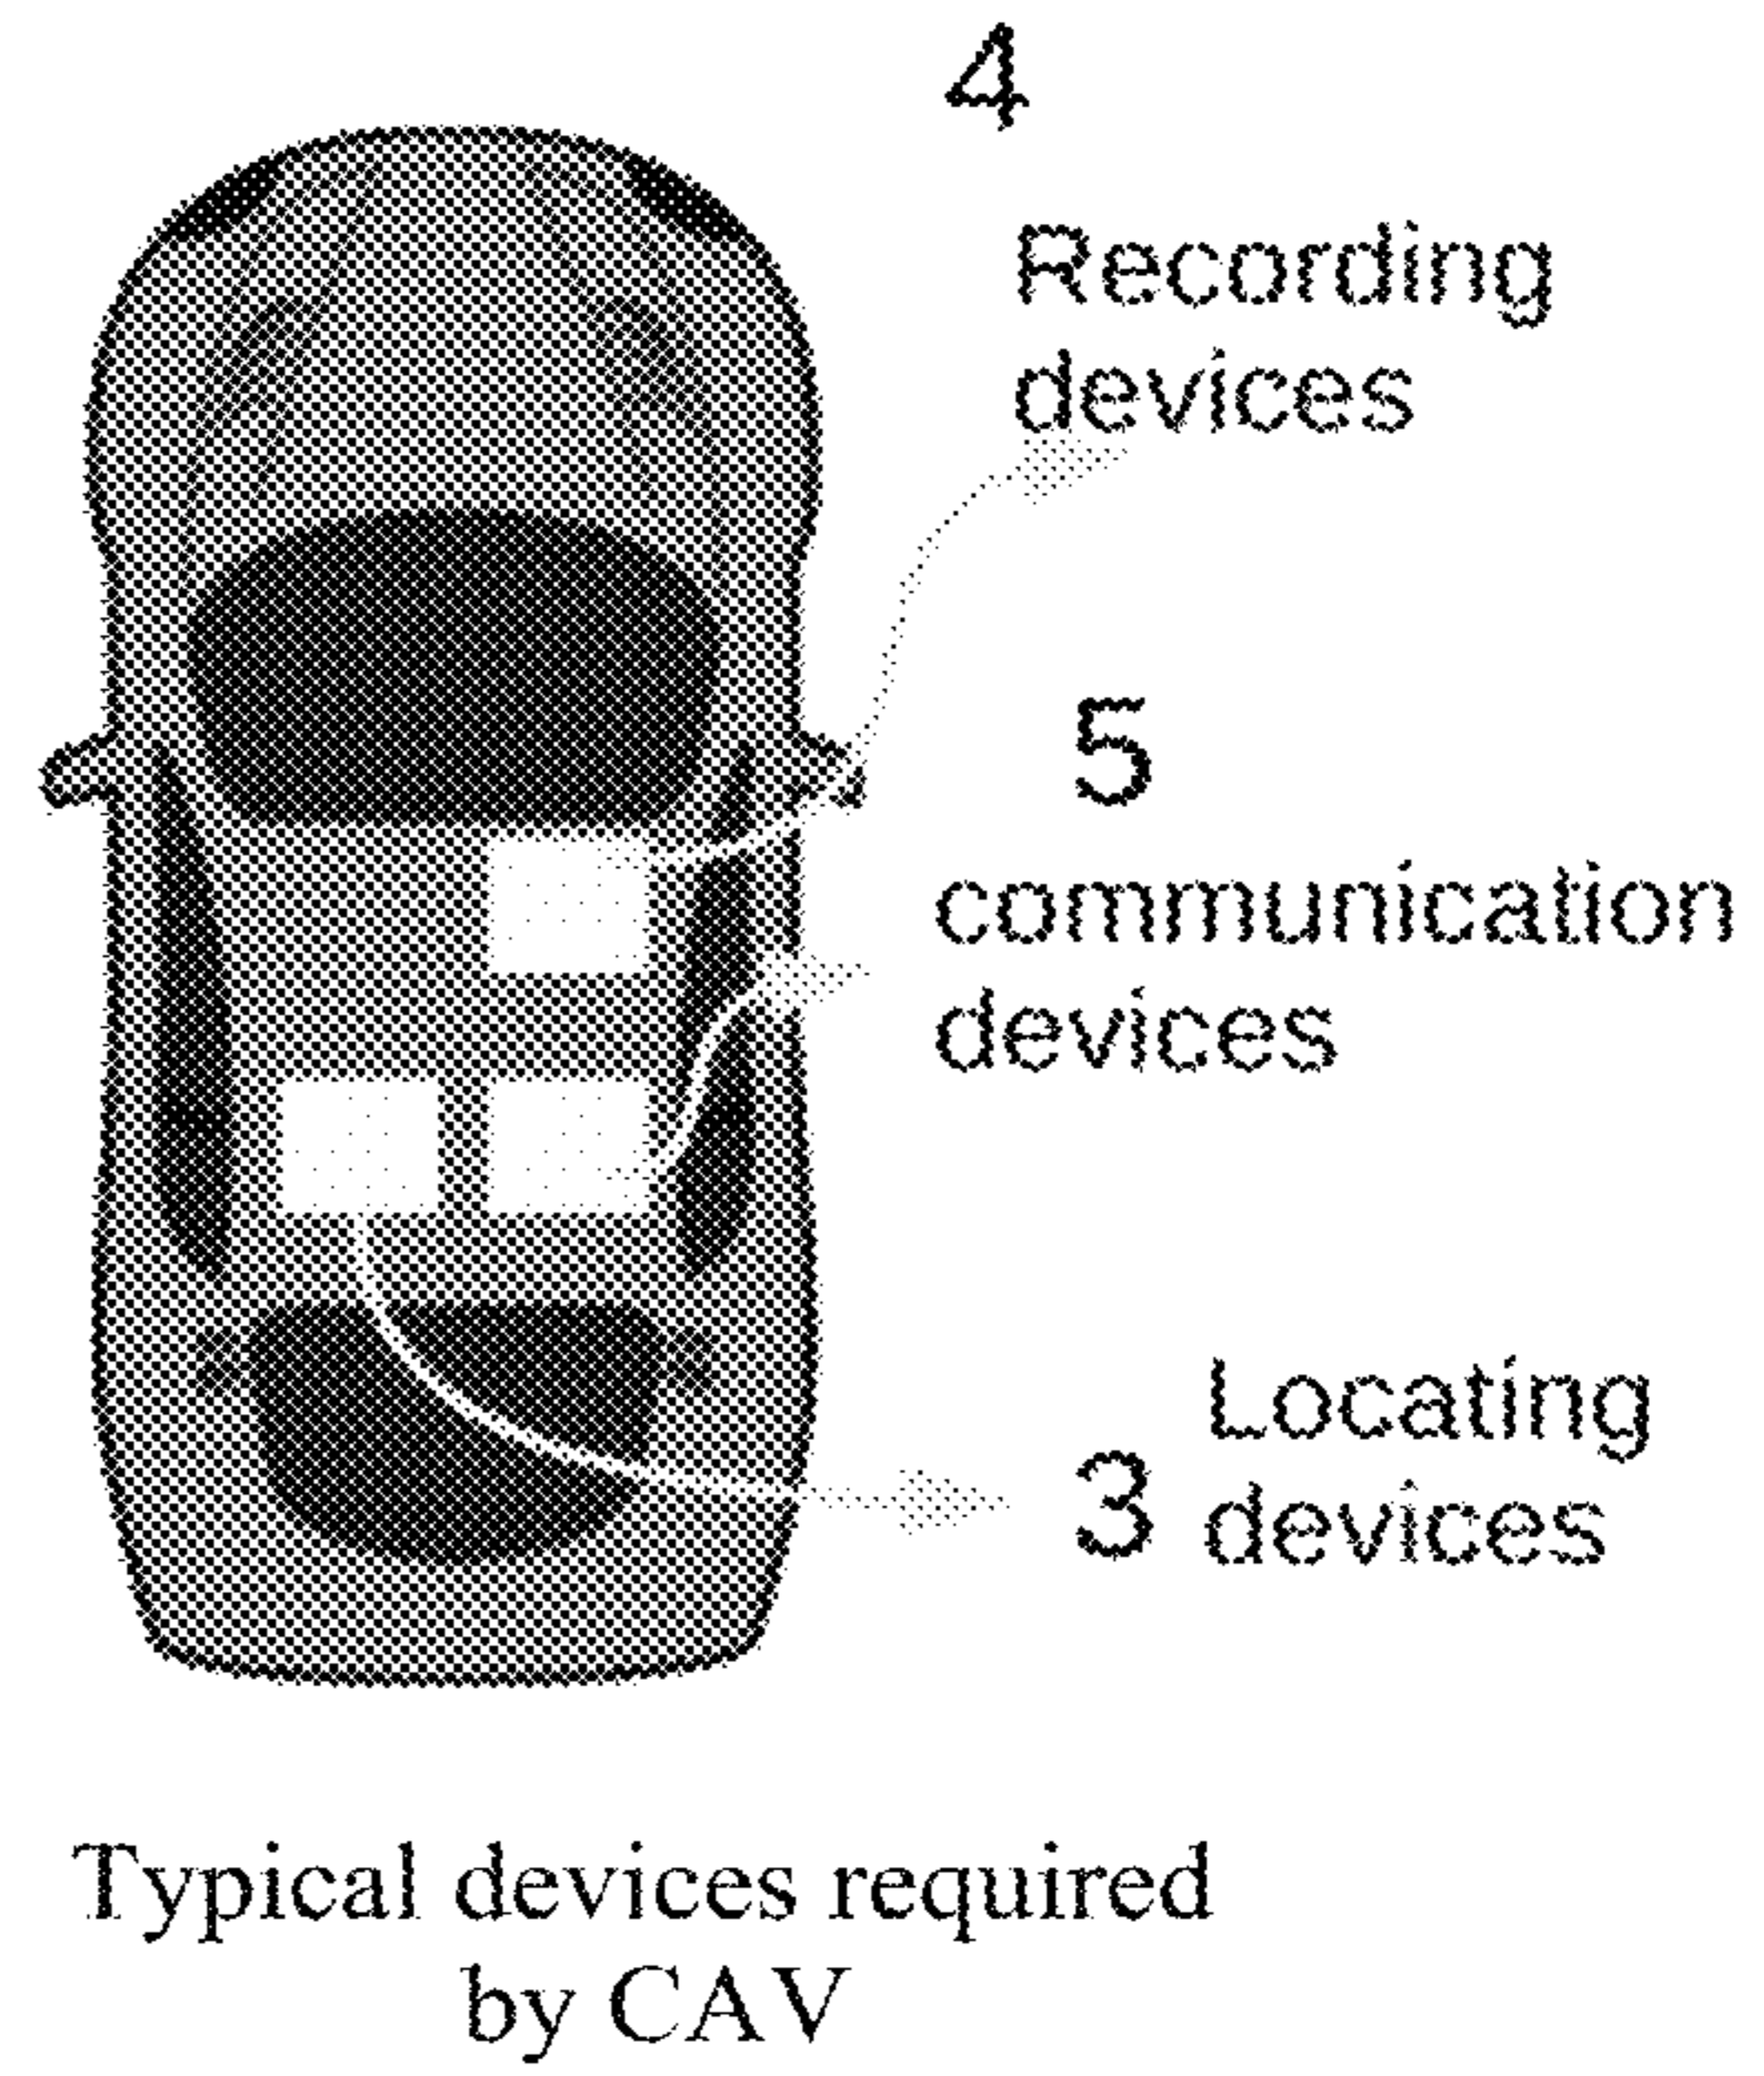 4
Recording
devices
5
communication
devices
Locating
3 devices
Typical devices required
by CAV